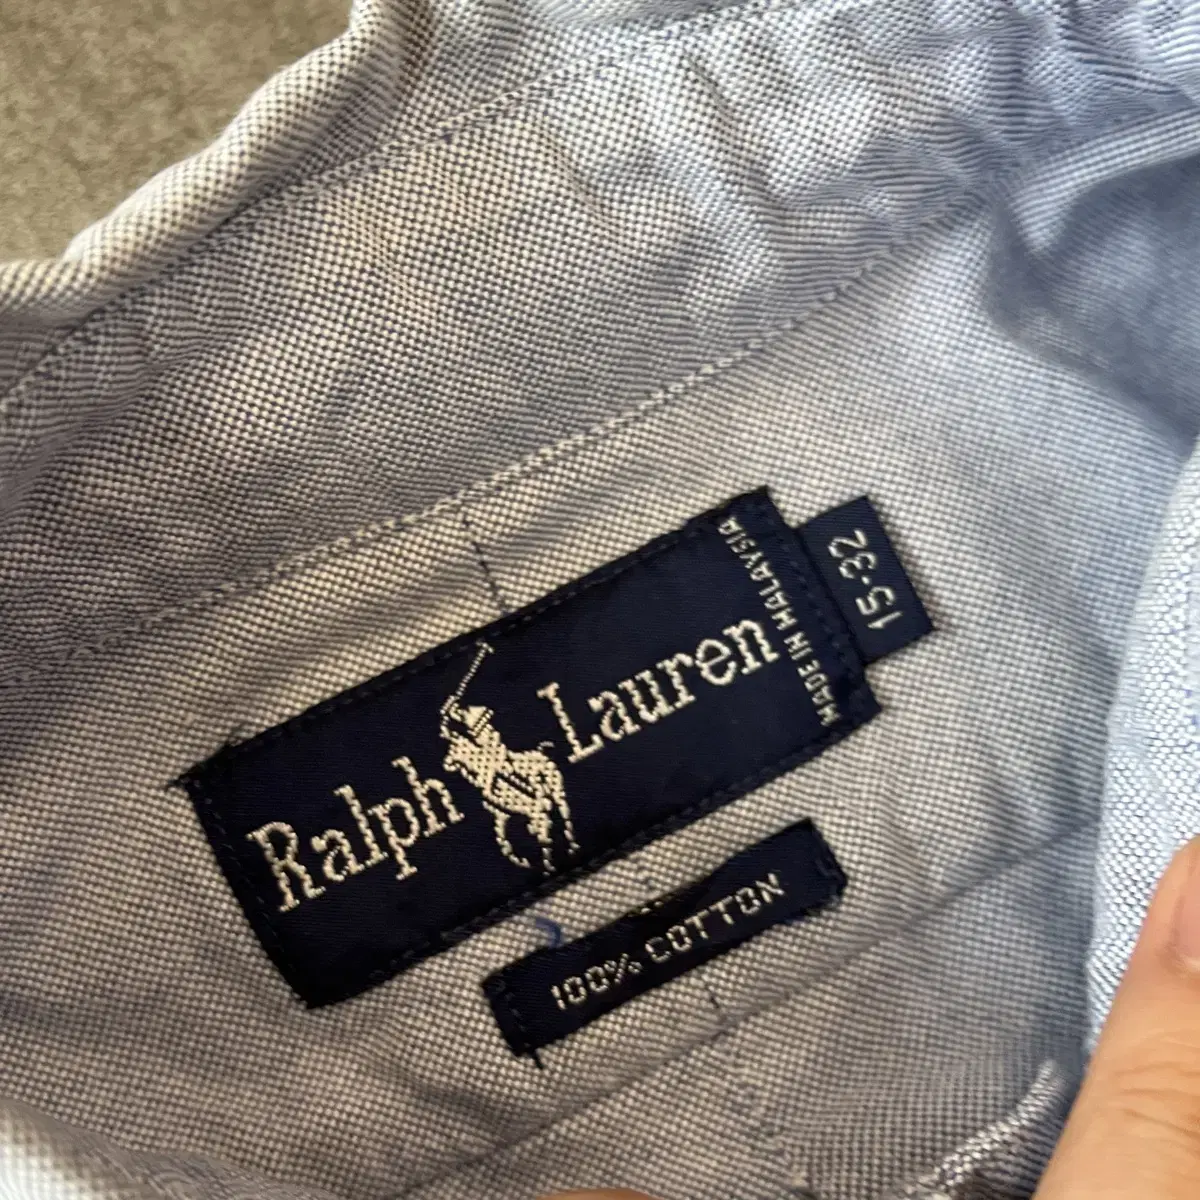 Ralph Lauren
MADE IN MALAYSIA
15·32
100% COTTON